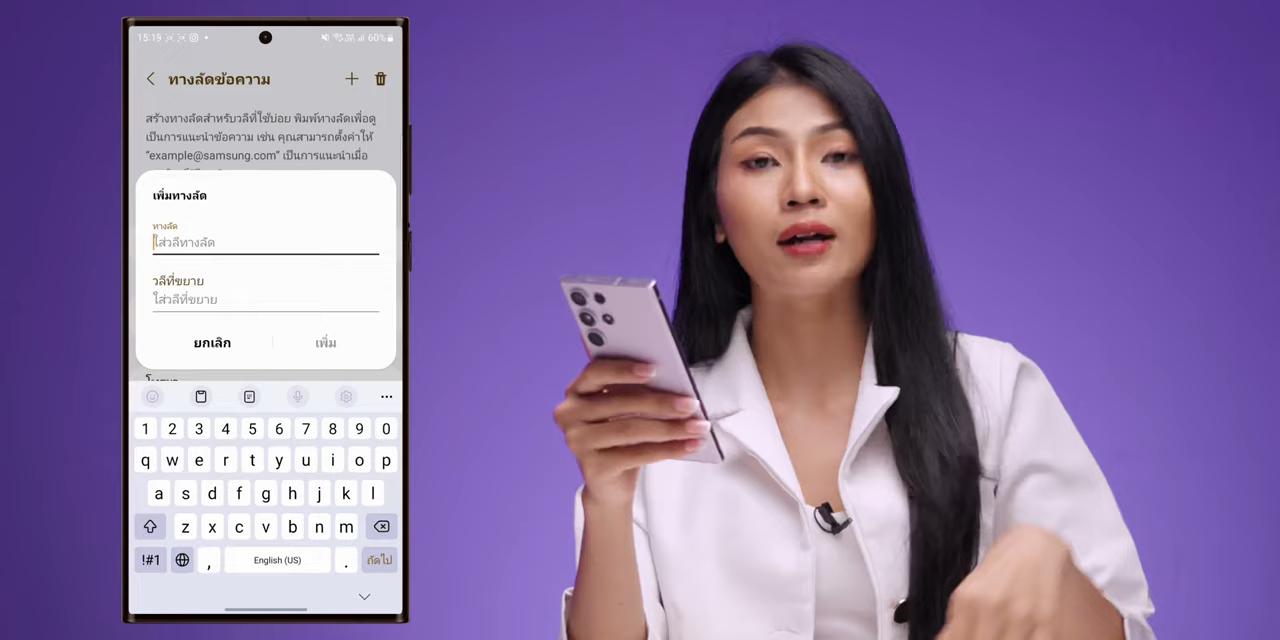 15:19
60%
ทางลัดข้อความ
สร้างทางลัดสำหรับวลีที่ใช้บ่อย พิมพ์ทางลัดเพื่อดู
เป็นการแนะนำข้อความ เช่น คุณสามารถตั้งค่าให้
"example@samsung.com" เป็นการแนะนำเมื่อ
เพิ่มทางลัด
ทางลัด
ใส่วลีทางลัด
วลีที่ขยาย
ใส่วลีที่ขยาย
ยกเลิก เพิ่ม
1 2 3 4 5 6 7 8 9 0
q w e r t y u i o p
a s d f g h j k l
z x c v b n m
!#1 , English (US) . ถัดไป